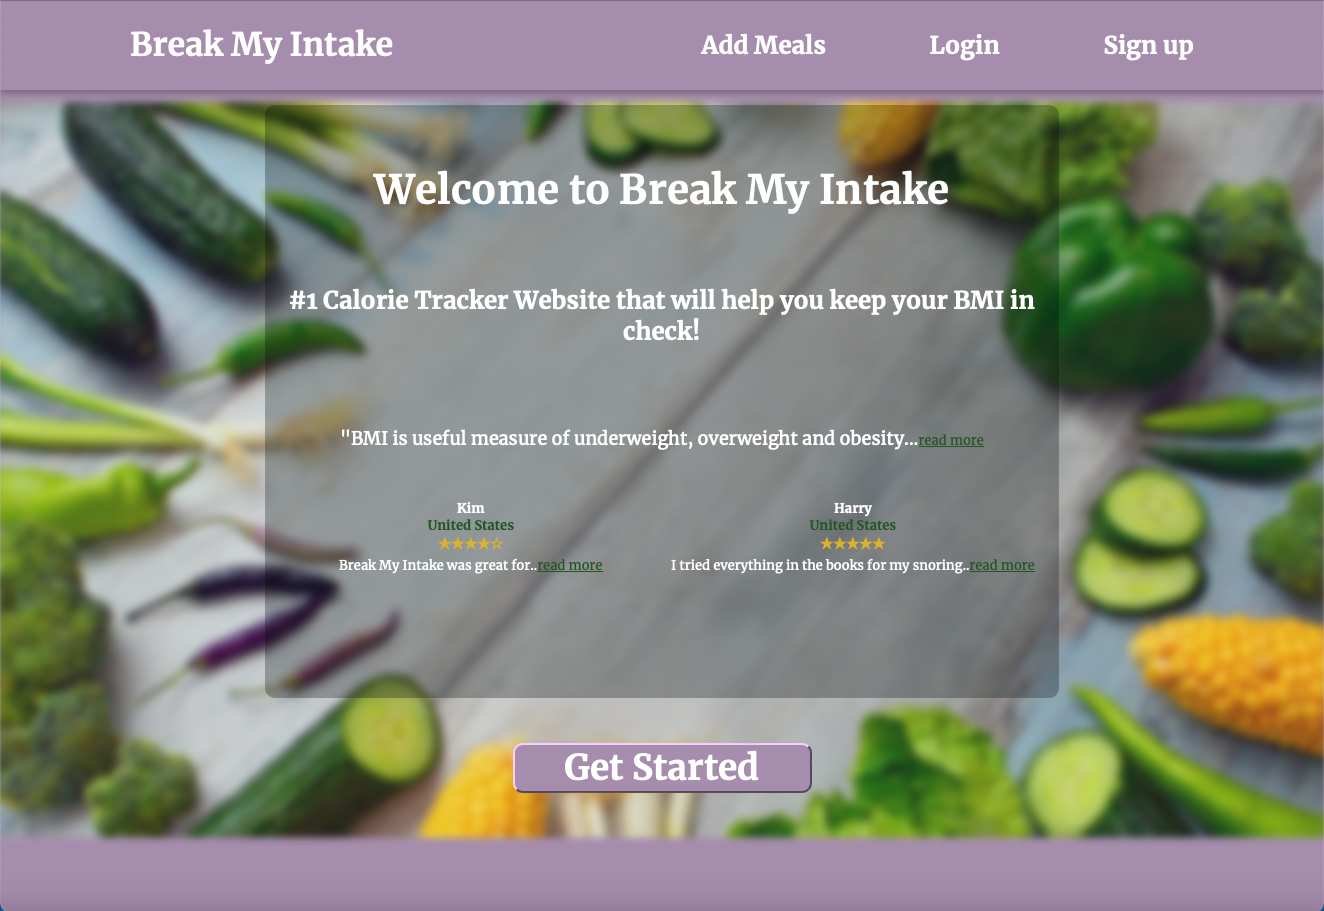 Break My Intake
Add Meals
Login
Sign up
Welcome to Break My Intake
#1 Calorie Tracker Website that will help you keep your BMI in
check!
"BMI is useful measure of underweight, overweight and obesity...read more
Kim
United States
★★★★☆
Break My Intake was great for..read more
Harry
United States
★★★★★
I tried everything in the books for my snoring..read more
Get Started